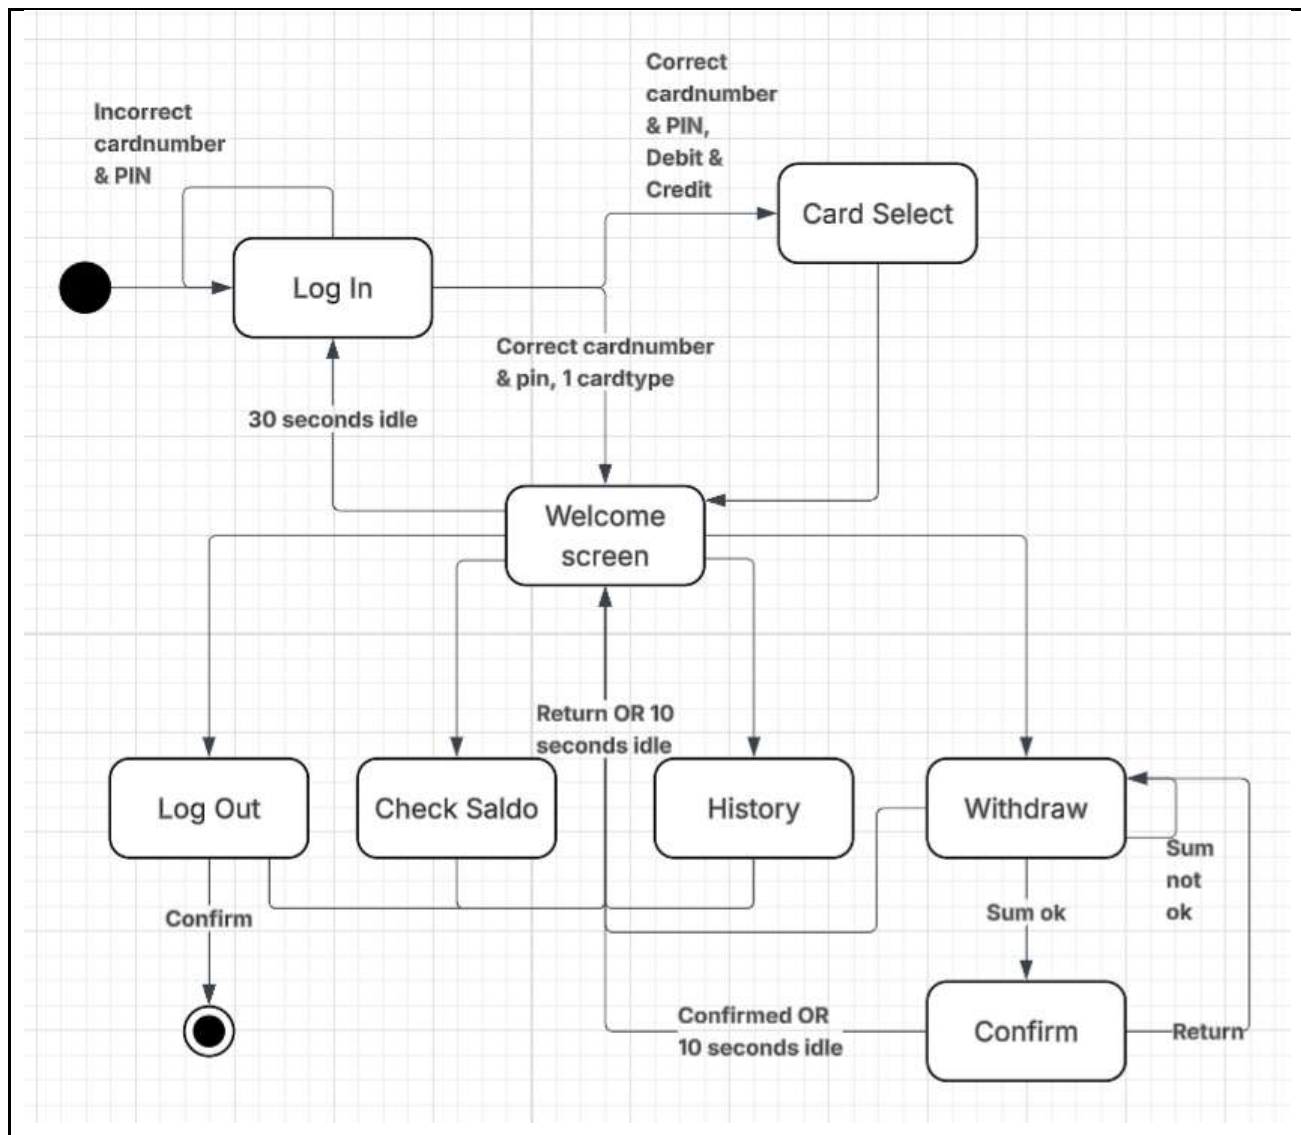 Correct
cardnumber
& PIN,
Debit &
Credit
Incorrect
cardnumber
& PIN
Card Select
Log In
Correct cardnumber
& pin, 1 cardtype
30 seconds idle
Welcome
screen
Return OR 10
seconds idle
Log Out
Check Saldo
History
Withdraw
Sum
not
ok
Confirm
Sum ok
Confirmed OR
10 seconds idle
Confirm
Return